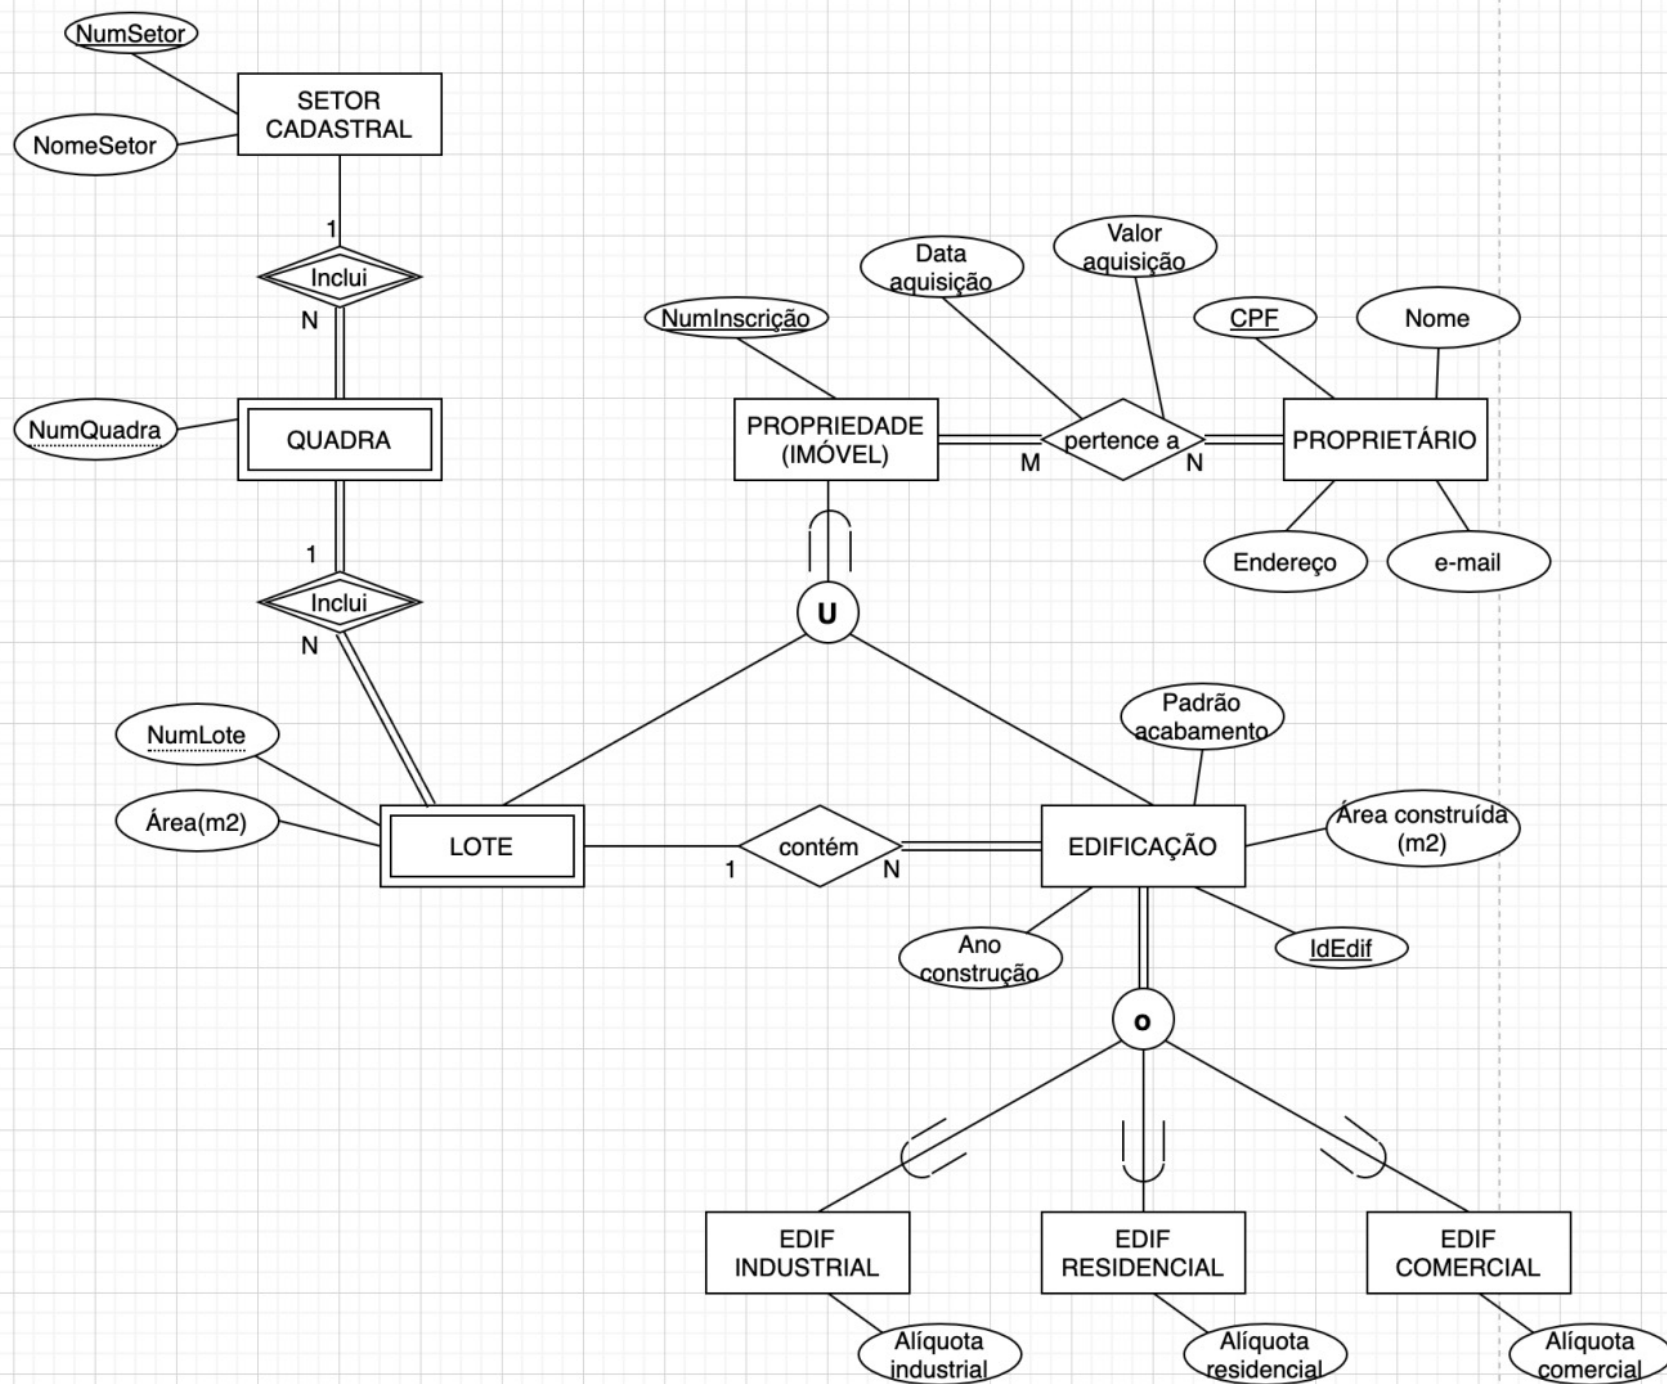 NumSetor
SETOR
CADASTRAL
NomeSetor
1
Inclui
N
NumQuadra
QUADRA
1
Inclui
N
NumLote
Área(m2)
LOTE
Data
aquisição
Valor
aquisição
NumInscrição
CPF
Nome
PROPRIEDADE
(IMÓVEL)
M
pertence a
N
PROPRIETÁRIO
Endereço
e-mail
U
1
contém
N
Padrão
acabamento
EDIFICAÇÃO
Área construída
(m2)
Ano
construção
IdEdif
o
EDIF
INDUSTRIAL
EDIF
RESIDENCIAL
EDIF
COMERCIAL
Alíquota
industrial
Alíquota
residencial
Alíquota
comercial